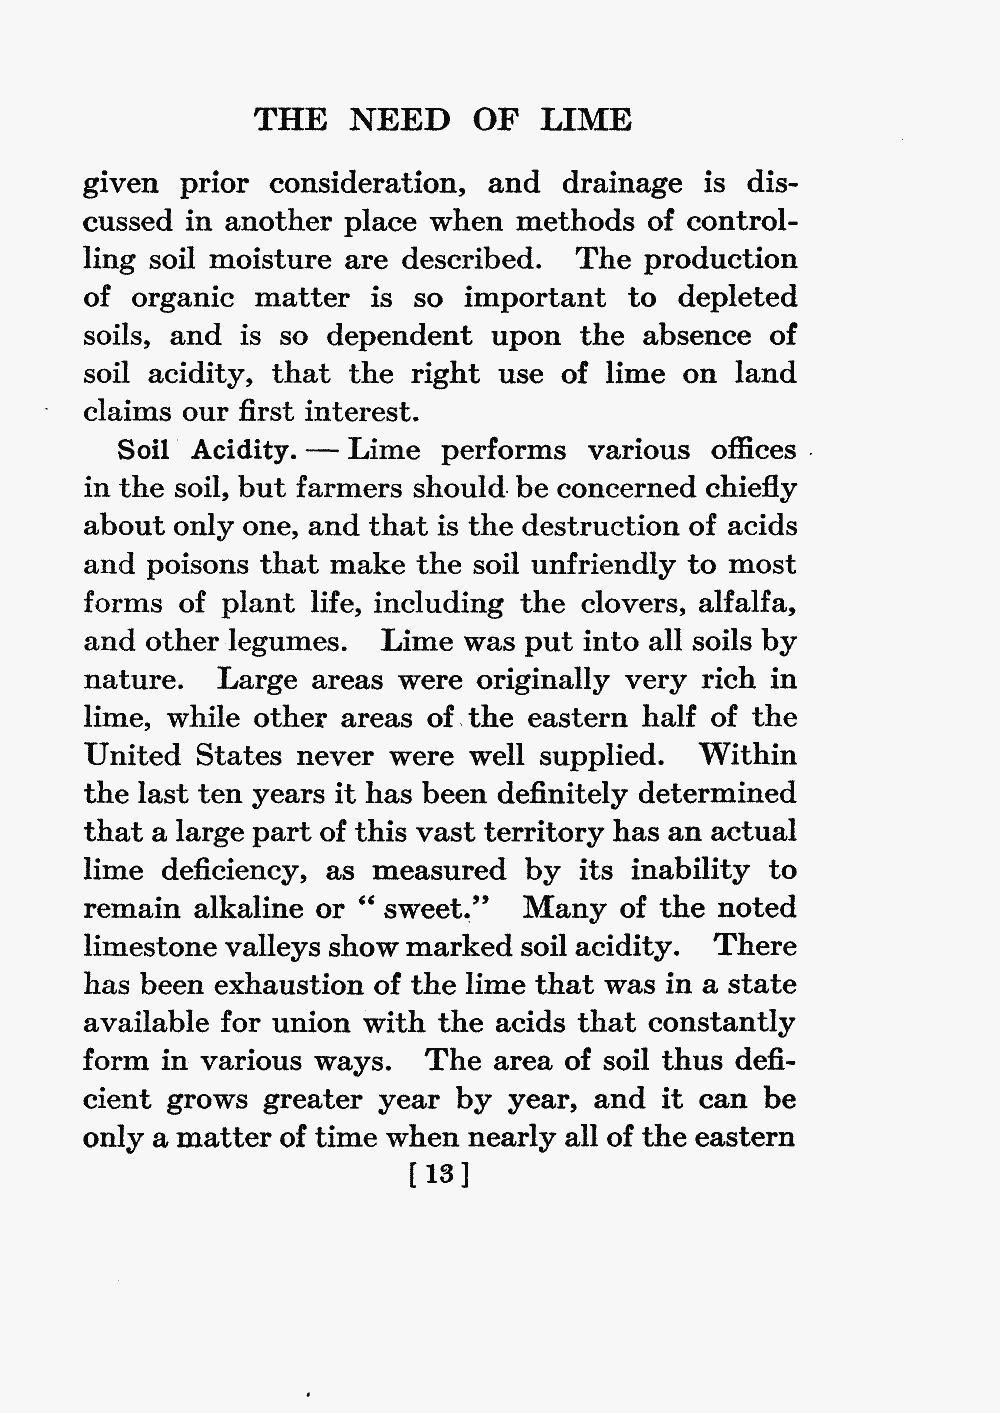 THE NEED OF LIME
given prior consideration, and drainage is dis-
cussed in another place when methods of control-
ling soil moisture are described. The production
of organic matter is so important to depleted
soils, and is so dependent upon the absence of
soil acidity, that the right use of lime on land
claims our first interest.
Soil Acidity. — Lime performs various offices
in the soil, but farmers should be concerned chiefly
about only one, and that is the destruction of acids
and poisons that make the soil unfriendly to most
forms of plant life, including the clovers, alfalfa,
and other legumes. Lime was put into all soils by
nature. Large areas were originally very rich in
lime, while other areas of the eastern half of the
United States never were well supplied. Within
the last ten years it has been definitely determined
that a large part of this vast territory has an actual
lime deficiency, as measured by its inability to
remain alkaline or “ sweet.” Many of the noted
limestone valleys show marked soil acidity. There
has been exhaustion of the lime that was in a state
available for union with the acids that constantly
form in various ways. The area of soil thus defi-
cient grows greater year by year, and it can be
only a matter of time when nearly all of the eastern
[ 13 ]